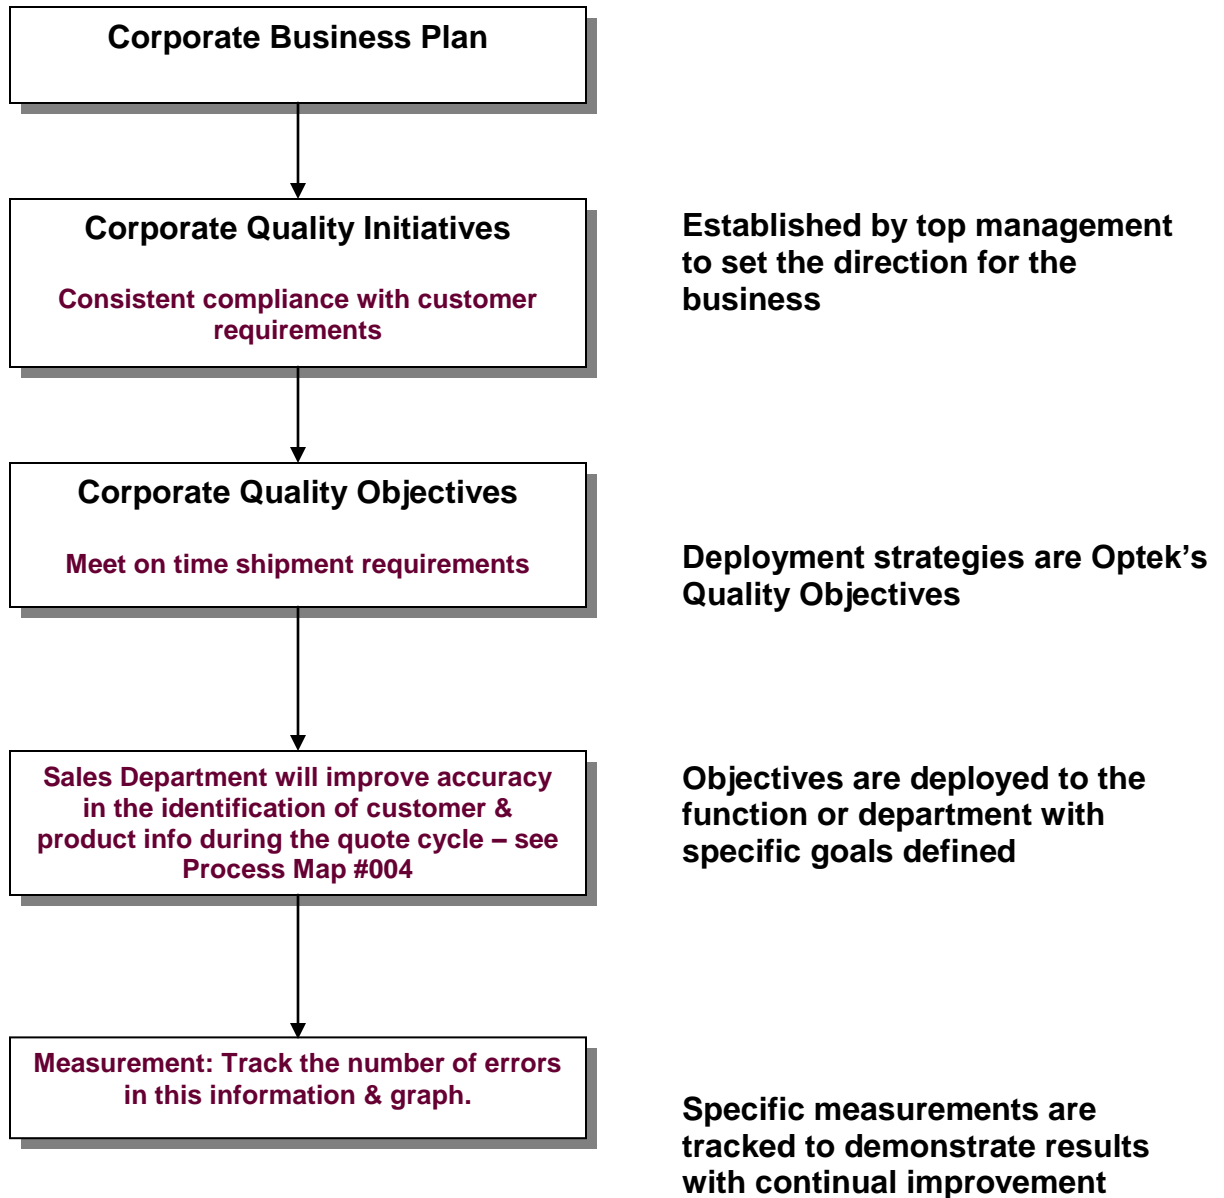 Corporate Business Plan
Corporate Quality Initiatives
Consistent compliance with customer
requirements
Established by top management
to set the direction for the
business
Corporate Quality Objectives
Meet on time shipment requirements
Deployment strategies are Optek’s
Quality Objectives
Sales Department will improve accuracy
in the identification of customer &
product info during the quote cycle – see
Process Map #004
Objectives are deployed to the
function or department with
specific goals defined
Measurement: Track the number of errors
in this information & graph.
Specific measurements are
tracked to demonstrate results
with continual improvement